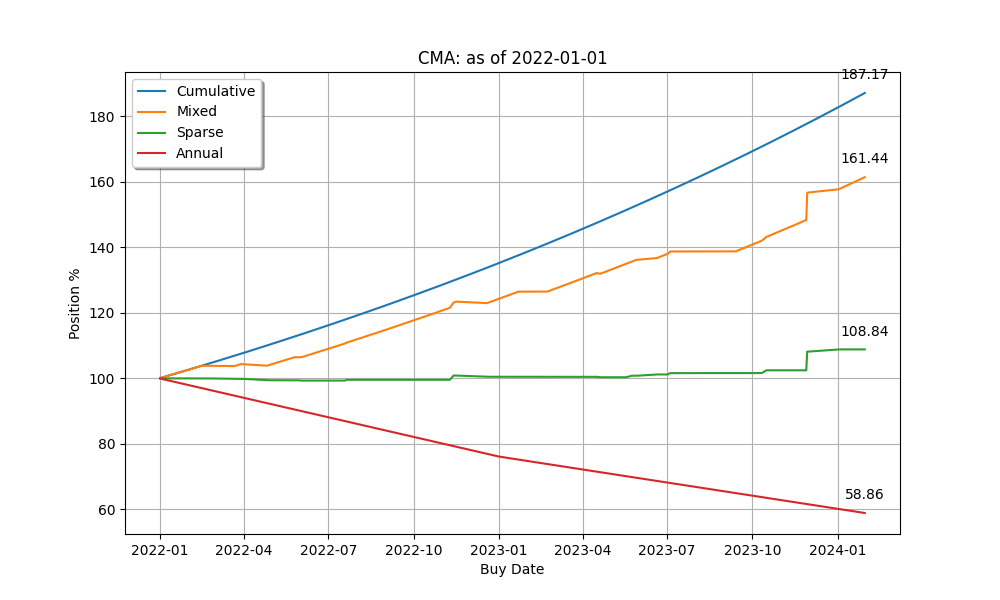 CMA: as of 2022-01-01
Cumulative
Mixed
Sparse
Annual
187.17
161.44
108.84
58.86
Position %
180
160
140
120
100
80
60
2022-01 2022-04 2022-07 2022-10 2023-01 2023-04 2023-07 2023-10 2024-01
Buy Date